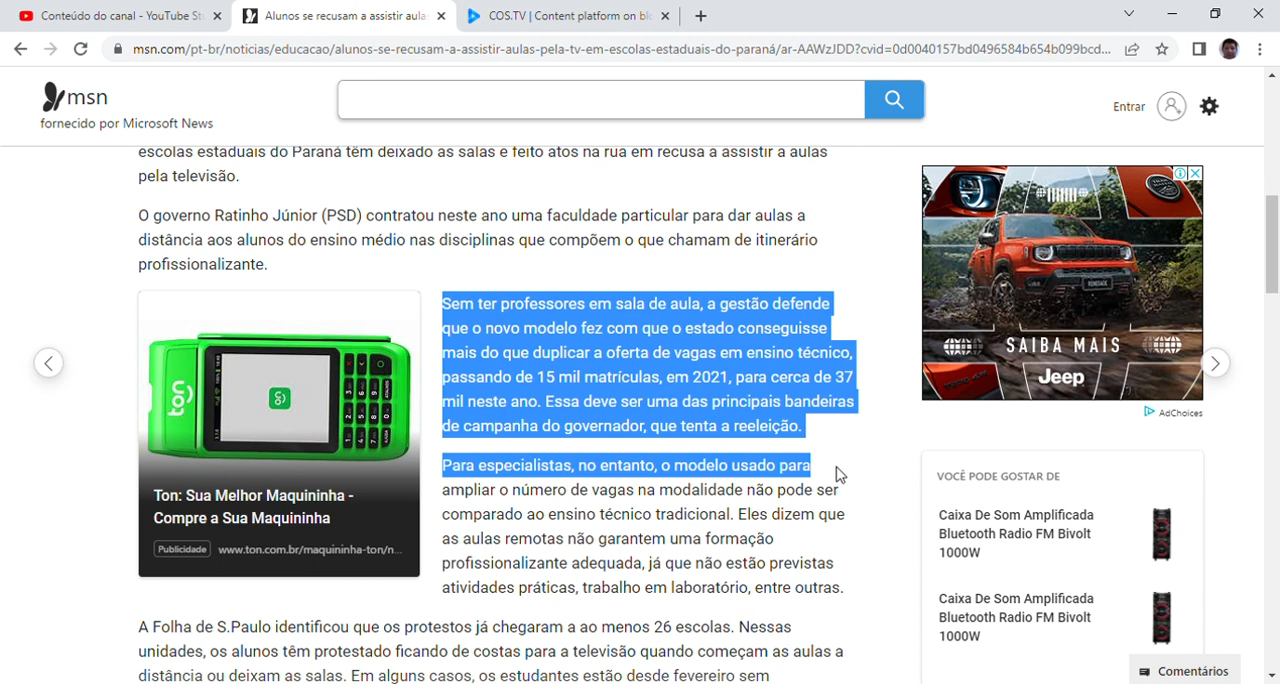 Conteúdo do canal - YouTube St
Alunos se recusam a assistir aula
COS.TV | Content platform on blo
msn.com/pt-br/noticias/educacao/alunos-se-recusam-a-assistir-aulas-pela-tv-em-escolas-estaduais-do-paraná/ar-AAWzJDD?cvid=0d0040157bd0496584b654b099bcd...
msn
fornecido por Microsoft News
Entrar
escolas estaduais do Paraná têm deixado as salas e feito atos na rua em recusa a assistir a aulas
pela televisão.
O governo Ratinho Júnior (PSD) contratou neste ano uma faculdade particular para dar aulas a
distância aos alunos do ensino médio nas disciplinas que compõem o que chamam de itinerário
profissionalizante.
ton
Ton: Sua Melhor Maquininha -
Compre a Sua Maquininha
Publicidade
www.ton.com.br/maquininha-ton/n...
Sem ter professores em sala de aula, a gestão defende
que o novo modelo fez com que o estado conseguisse
mais do que duplicar a oferta de vagas em ensino técnico,
passando de 15 mil matrículas, em 2021, para cerca de 37
mil neste ano. Essa deve ser uma das principais bandeiras
de campanha do governador, que tenta a reeleição.
Para especialistas, no entanto, o modelo usado para
ampliar o número de vagas na modalidade não pode ser
comparado ao ensino técnico tradicional. Eles dizem que
as aulas remotas não garantem uma formação
profissionalizante adequada, já que não estão previstas
atividades práticas, trabalho em laboratório, entre outras.
A Folha de S.Paulo identificou que os protestos já chegaram a ao menos 26 escolas. Nessas
unidades, os alunos têm protestado ficando de costas para a televisão quando começam as aulas a
distância ou deixam as salas. Em alguns casos, os estudantes estão desde fevereiro sem
SAIBA MAIS
Jeep
AdChoices
VOCÊ PODE GOSTAR DE
Caixa De Som Amplificada
Bluetooth Radio FM Bivolt
1000W
Caixa De Som Amplificada
Bluetooth Radio FM Bivolt
1000W
Comentários